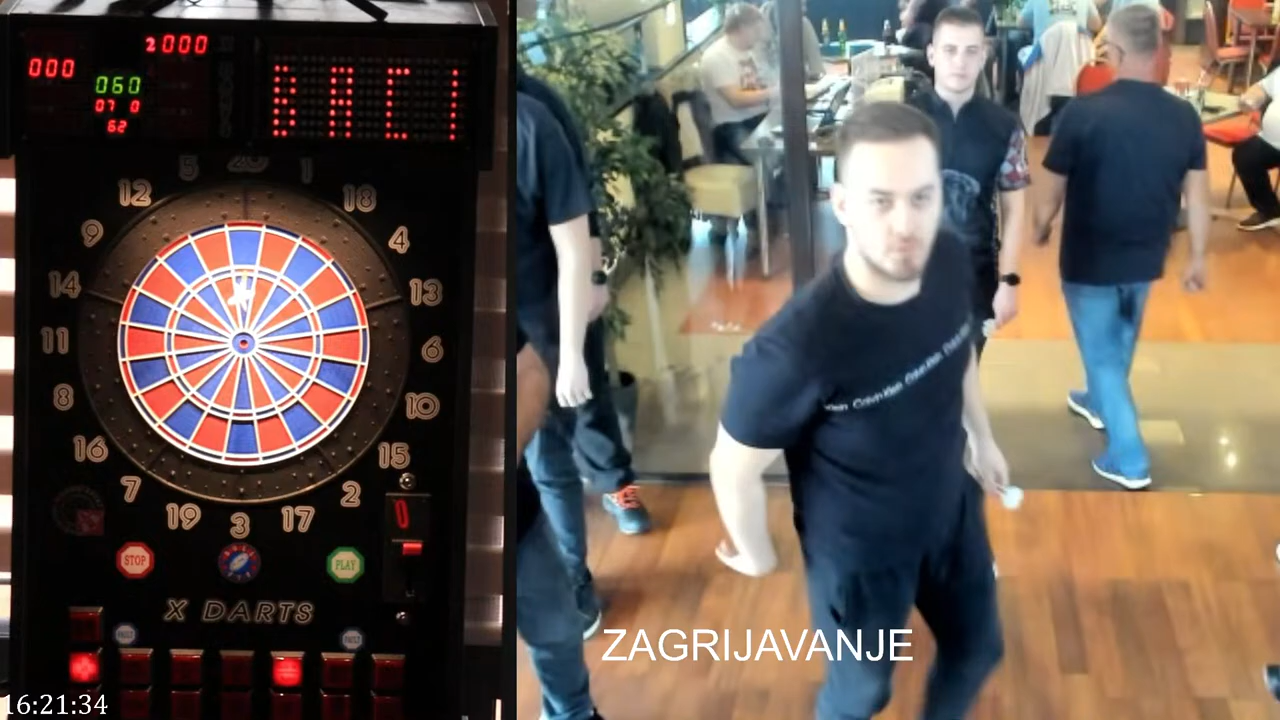 2000
000
060
07 0
62
BACI
5 20 1
12 18
9 4
14 13
11 6
8 10
16 15
7 2
19 3 17
0
STOP
PLAY
X DARTS
16:21:34
ZAGRIJAVANJE